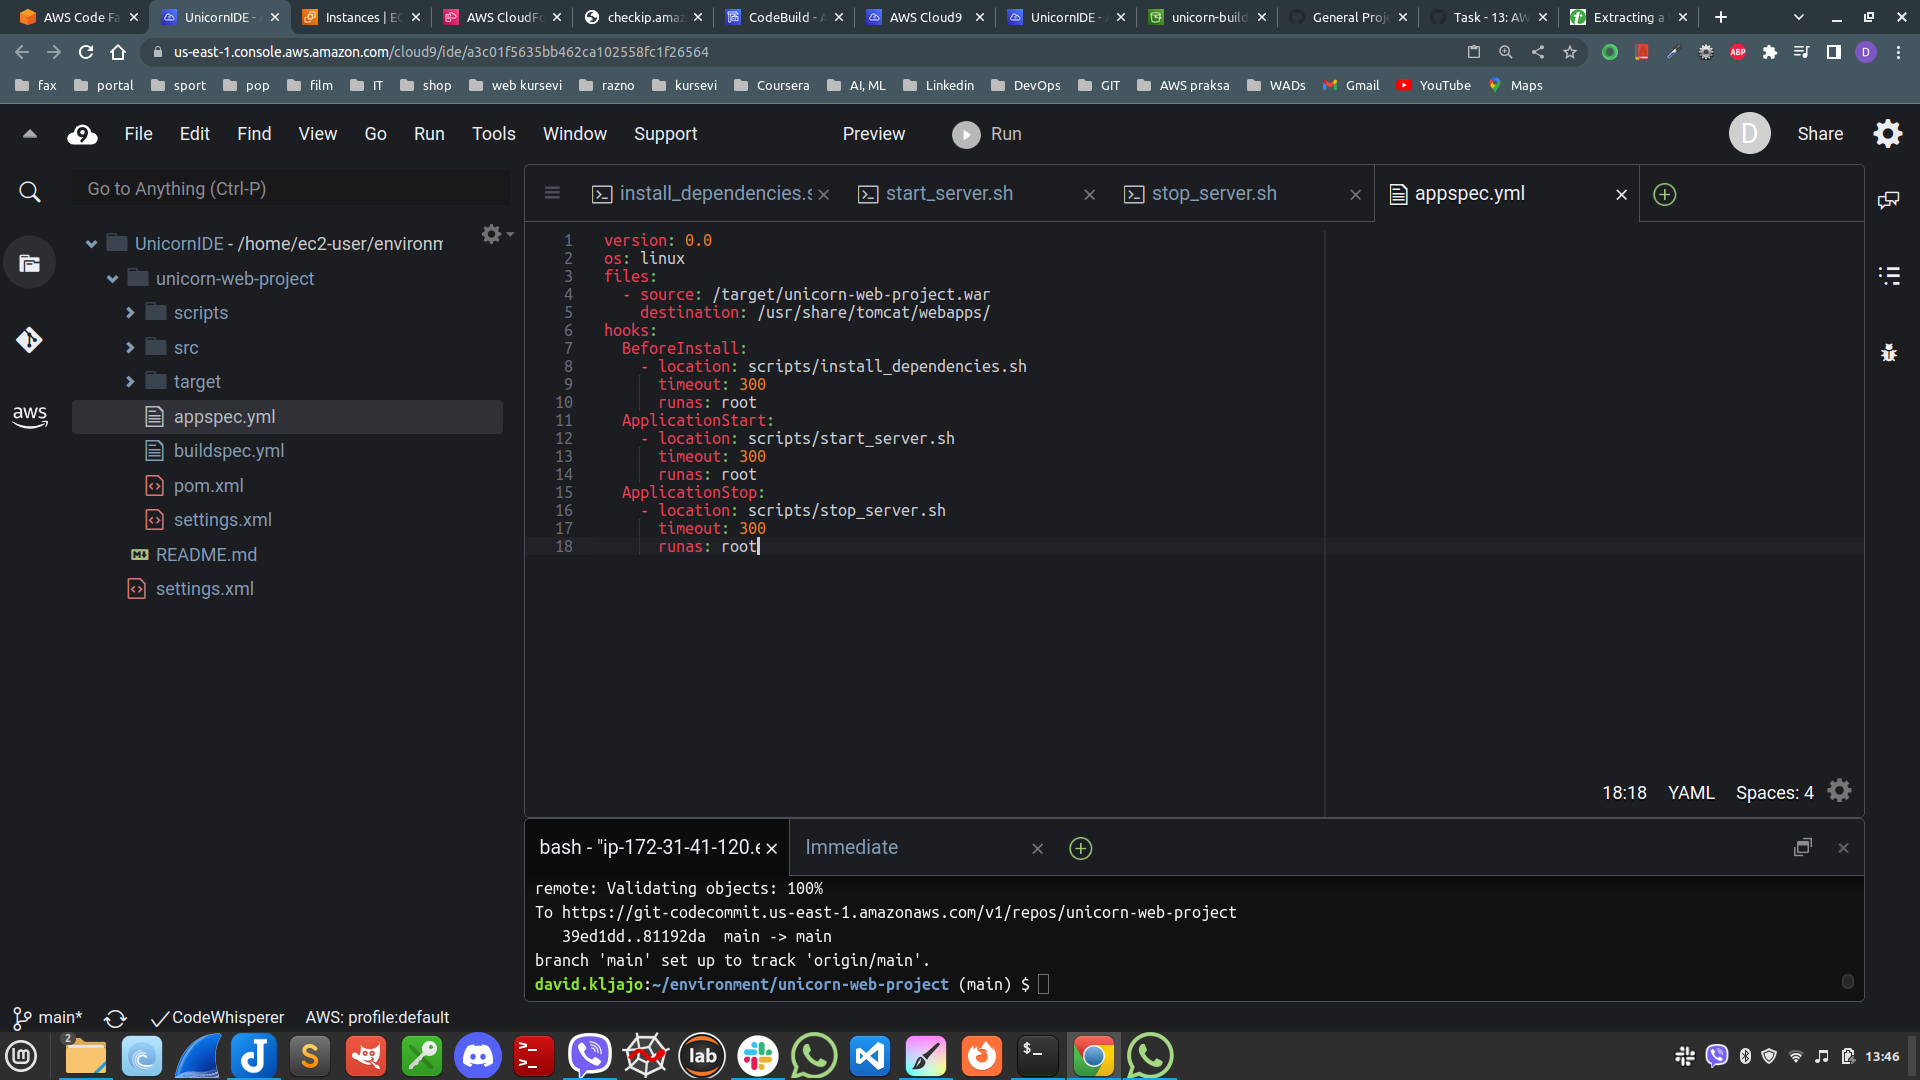 AWS Code Fa
UnicornIDE - A
Instances | EC
AWS CloudFo
checkip.amaz
CodeBuild - A
AWS Cloud9
UnicornIDE - A
unicorn-build
General Proje
Task - 13: AW
Extracting a
us-east-1.console.aws.amazon.com/cloud9/ide/a3c01f5635bb462ca102558fc1f26564
ABP
D
fax portal sport pop film IT shop web kursevi razno kursevi Coursera AI, ML Linkedin DevOps GIT AWS praksa WADs Gmail YouTube Maps
9 File Edit Find View Go Run Tools Window Support Preview Run D Share
Go to Anything (Ctrl-P)
install_dependencies.s
start_server.sh
stop_server.sh
appspec.yml
UnicornIDE - /home/ec2-user/environm
unicorn-web-project
scripts
src
target
appspec.yml
buildspec.yml
pom.xml
settings.xml
README.md
settings.xml
aws
1 version: 0.0
2 os: linux
3 files:
4 - source: /target/unicorn-web-project.war
5 destination: /usr/share/tomcat/webapps/
6 hooks:
7 BeforeInstall:
8 - location: scripts/install_dependencies.sh
9 timeout: 300
10 runas: root
11 ApplicationStart:
12 - location: scripts/start_server.sh
13 timeout: 300
14 runas: root
15 ApplicationStop:
16 - location: scripts/stop_server.sh
17 timeout: 300
18 runas: root
18:18 YAML Spaces: 4
bash - "ip-172-31-41-120.e
Immediate
remote: Validating objects: 100%
To https://git-codecommit.us-east-1.amazonaws.com/v1/repos/unicorn-web-project
39ed1dd..81192da main -> main
branch 'main' set up to track 'origin/main'.
david.kljajo:~/environment/unicorn-web-project (main) $
main* CodeWhisperer AWS: profile:default
2
S
lab
$_
13:46